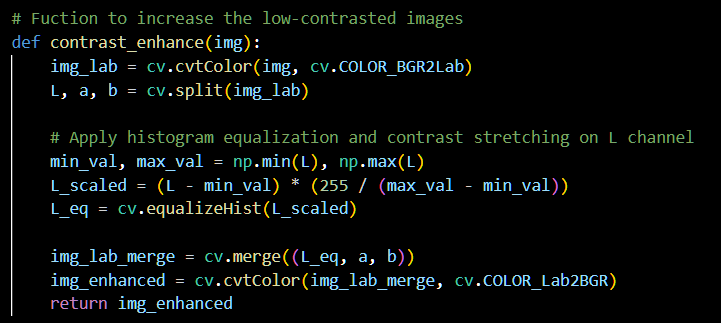 # Fuction to increase the low-contrasted images
def contrast_enhance(img):
    img_lab = cv.cvtColor(img, cv.COLOR_BGR2Lab)
    L, a, b = cv.split(img_lab)

    # Apply histogram equalization and contrast stretching on L channel
    min_val, max_val = np.min(L), np.max(L)
    L_scaled = (L - min_val) * (255 / (max_val - min_val))
    L_eq = cv.equalizeHist(L_scaled)

    img_lab_merge = cv.merge((L_eq, a, b))
    img_enhanced = cv.cvtColor(img_lab_merge, cv.COLOR_Lab2BGR)
    return img_enhanced